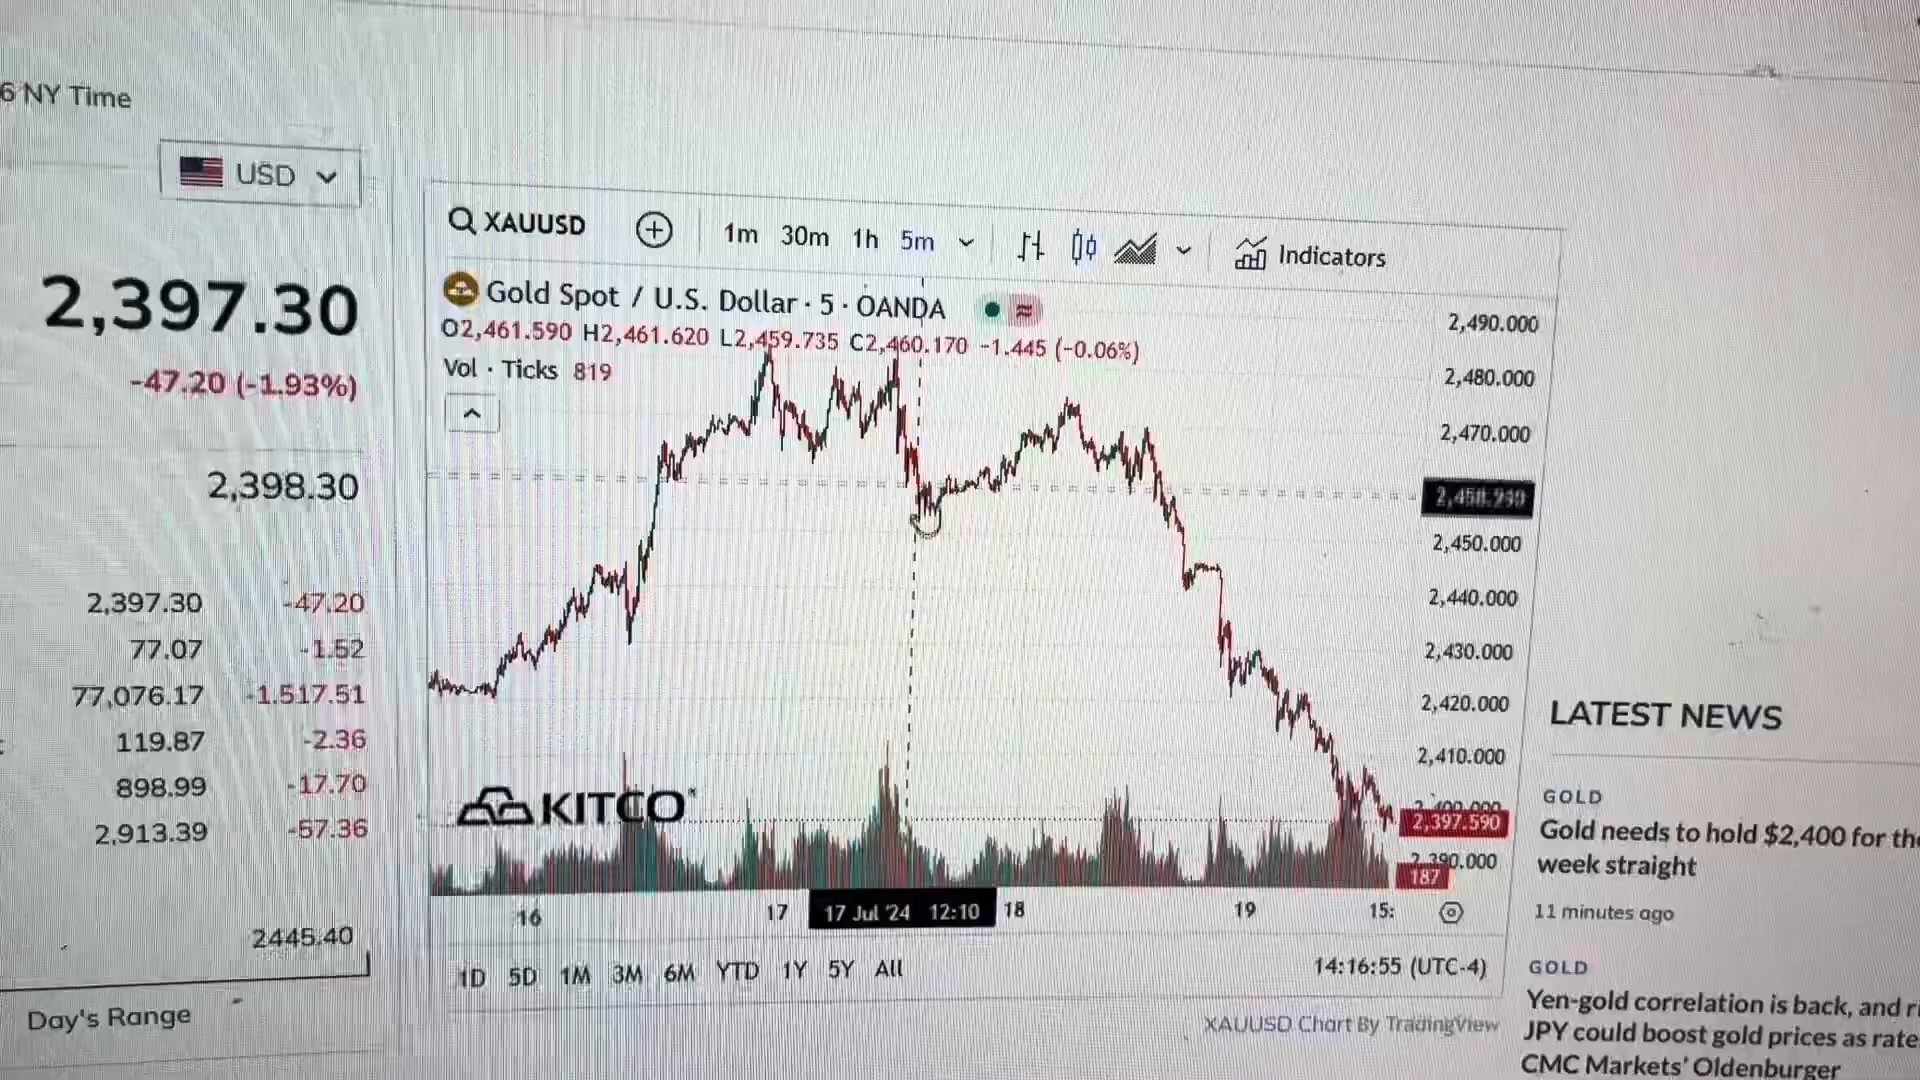 6 NY Time
USD
2,397.30
-47.20 (-1.93%)
2,398.30
2,397.30 -47.20
77.07 -1.52
77,076.17 -1,517.51
119.87 -2.36
898.99 -17.70
2,913.39 -57.36
2445.40
Day's Range
XAUUSD 1m 30m 1h 5m Indicators
Gold Spot / U.S. Dollar · 5 · OANDA
O2,461.590 H2,461.620 L2,459.735 C2,460.170 -1.445 (-0.06%)
Vol · Ticks 819
2,490.000
2,480.000
2,470.000
2,450.000
2,440.000
2,430.000
2,420.000
2,410.000
2,400.000
2,397.590
2,390.000
187
KITCO
16 17 17 Jul '24 12:10 18 19 15:
1D 5D 1M 3M 6M YTD 1Y 5Y All
14:16:55 (UTC-4)
XAUUSD Chart By TradingView
LATEST NEWS
GOLD
Gold needs to hold $2,400 for the
week straight
11 minutes ago
GOLD
Yen-gold correlation is back, and
JPY could boost gold prices as rate
CMC Markets' Oldenburger